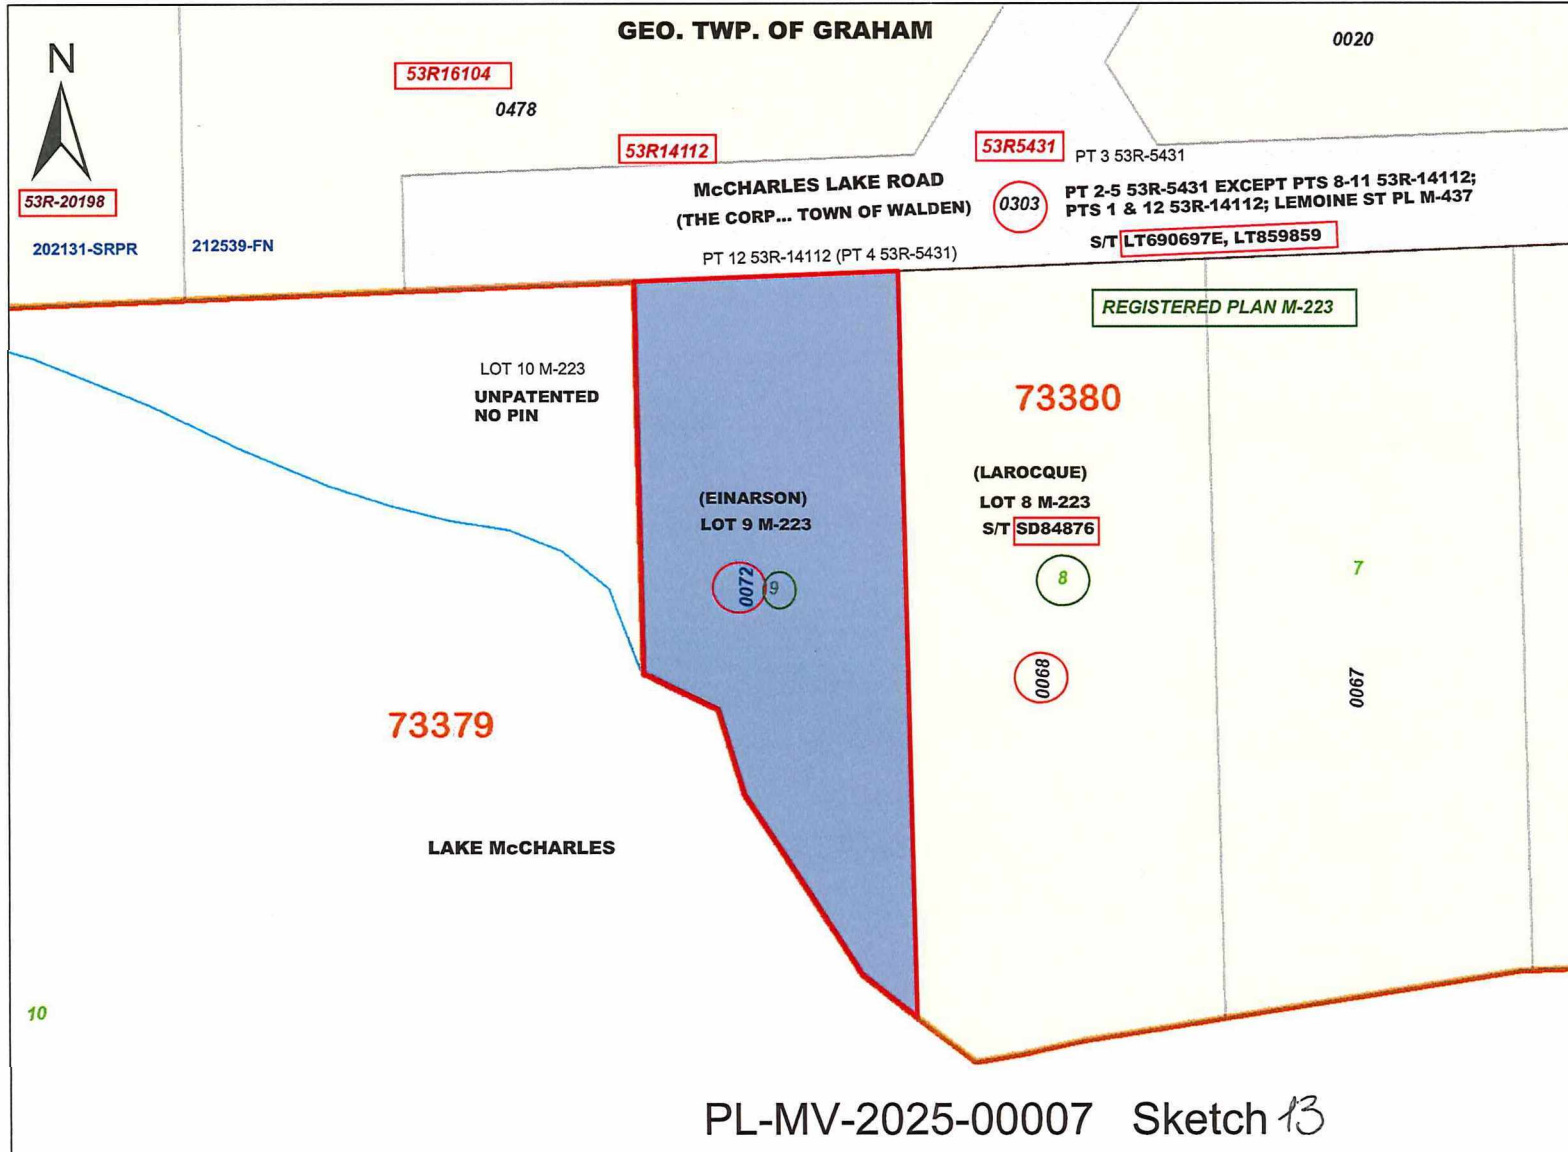 GEO. TWP. OF GRAHAM
0020
N
53R16104
0478
53R14112
53R5431
PT 3 53R-5431
53R-20198
McCHARLES LAKE ROAD
(THE CORP... TOWN OF WALDEN)
0303
PT 2-5 53R-5431 EXCEPT PTS 8-11 53R-14112;
PTS 1 & 12 53R-14112; LEMOINE ST PL M-437
S/T LT690697E, LT859859
202131-SRPR
212539-FN
PT 12 53R-14112 (PT 4 53R-5431)
REGISTERED PLAN M-223
LOT 10 M-223
UNPATENTED
NO PIN
73380
(EINARSON)
LOT 9 M-223
0072
9
(LAROCQUE)
LOT 8 M-223
S/T SD84876
8
7
0068
0067
73379
LAKE McCHARLES
10
PL-MV-2025-00007 Sketch 13